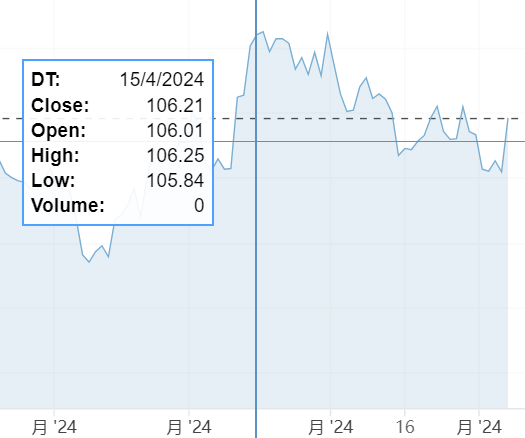 DT: 15/4/2024
Close: 106.21
Open: 106.01
High: 106.25
Low: 105.84
Volume: 0
月 '24 月 '24 月 '24 16 月 '24